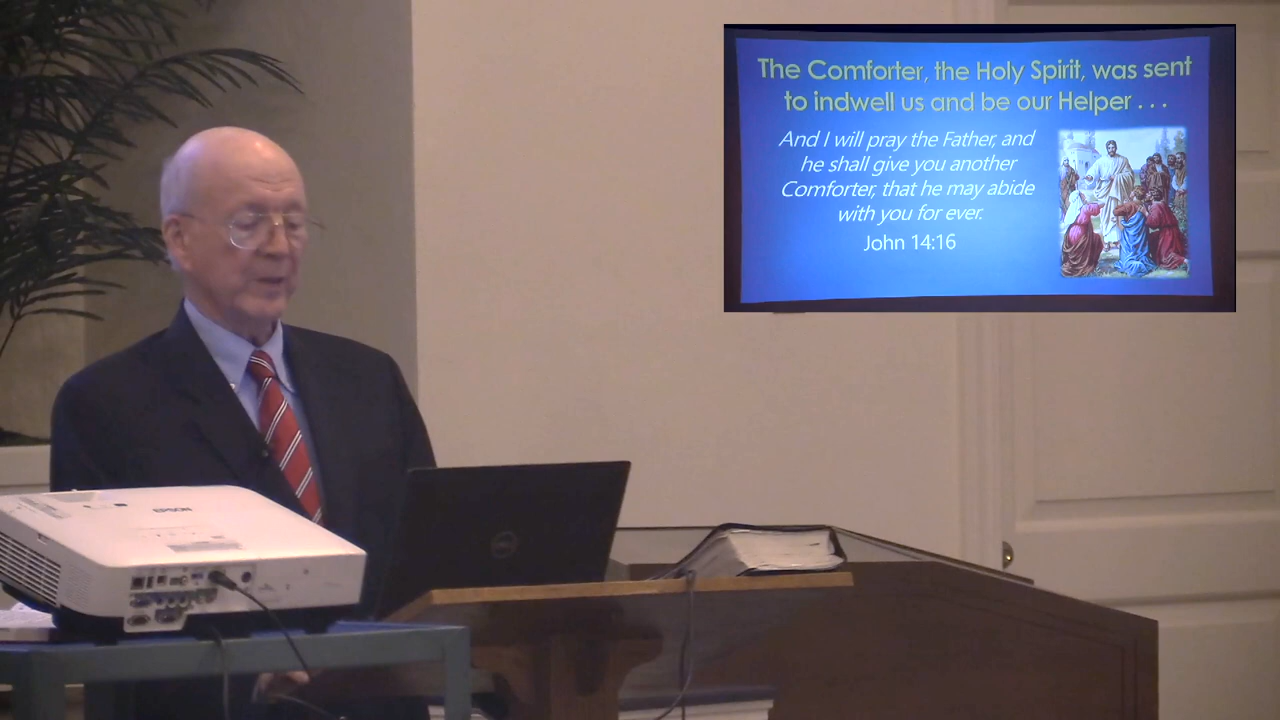 The Comforter, the Holy Spirit, was sent
to indwell us and be our Helper . . .
And I will pray the Father, and
he shall give you another
Comforter, that he may abide
with you for ever.
John 14:16
EPSON
DELL